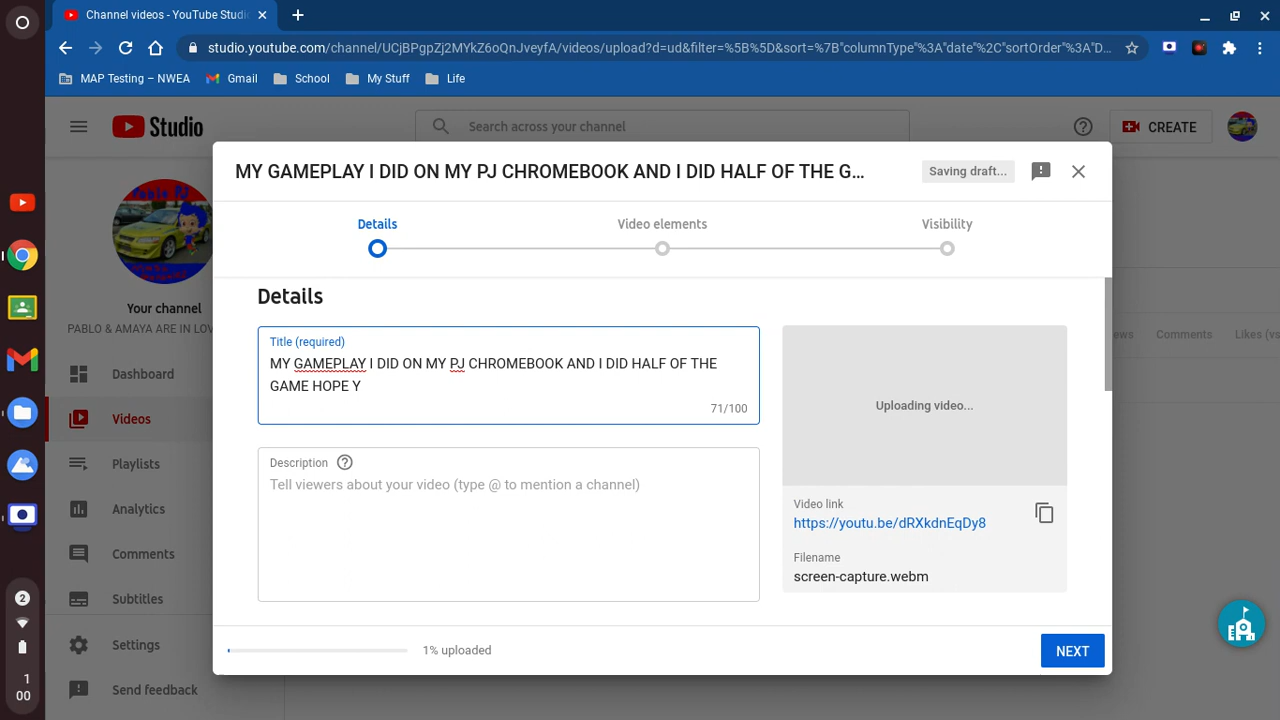 Channel videos - YouTube Studio
studio.youtube.com/channel/UCjBPgpZj2MYkZ6oQnJveyfA/videos/upload?d=ud&filter=%5B%5D&sort=%7B"columnType"%3A"date"%2C"sortOrder"%3A"D...
MAP Testing – NWEA
Gmail
School
My Stuff
Life
Studio
Search across your channel
CREATE
MY GAMEPLAY I DID ON MY PJ CHROMEBOOK AND I DID HALF OF THE G...
Saving draft...
Details
Video elements
Visibility
Pablo PJ
Your channel
PABLO & AMAYA ARE IN LOV
Dashboard
Videos
Playlists
Analytics
Comments
Subtitles
Settings
Send feedback
Details
Title (required)
MY GAMEPLAY I DID ON MY PJ CHROMEBOOK AND I DID HALF OF THE
GAME HOPE Y
71/100
Description
Tell viewers about your video (type @ to mention a channel)
Uploading video...
Video link
https://youtu.be/dRXkdnEqDy8
Filename
screen-capture.webm
ews
Comments
Likes (vs
1% uploaded
NEXT
2
1
00